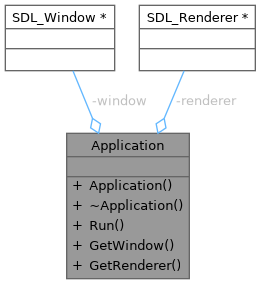 SDL_Window * SDL_Renderer *
-window -renderer
Application
+ Application()
+ ~Application()
+ Run()
+ GetWindow()
+ GetRenderer()